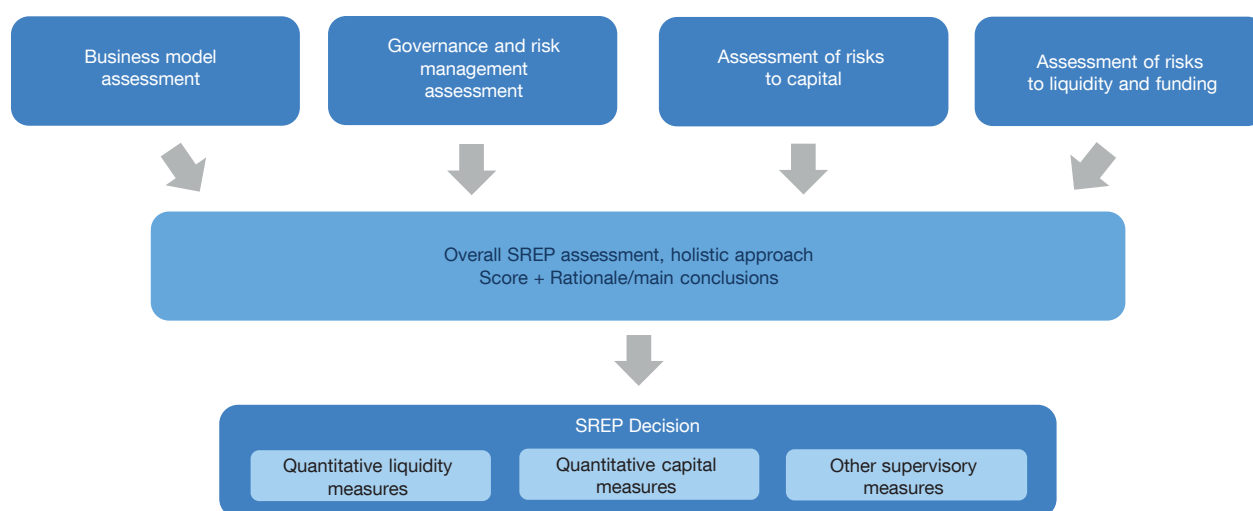 Business model
assessment
Governance and risk
management
assessment
Assessment of risks
to capital
Assessment of risks
to liquidity and funding
Overall SREP assessment, holistic approach
Score + Rationale/main conclusions
SREP Decision
Quantitative liquidity
measures
Quantitative capital
measures
Other supervisory
measures